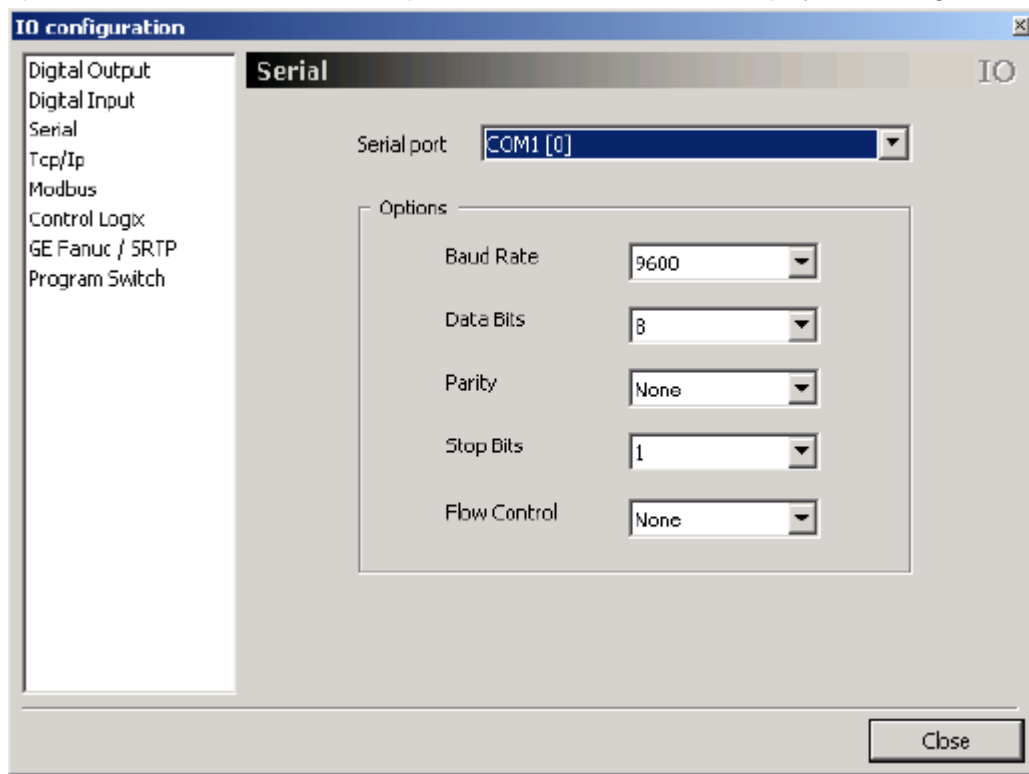 IO configuration
Digital Output
Digital Input
Serial
Tcp/Ip
Modbus
Control Logix
GE Fanuc / SRTP
Program Switch
Serial
IO
Serial port COM1 [0]
Options
Baud Rate 9600
Data Bits 8
Parity None
Stop Bits 1
Flow Control None
Close